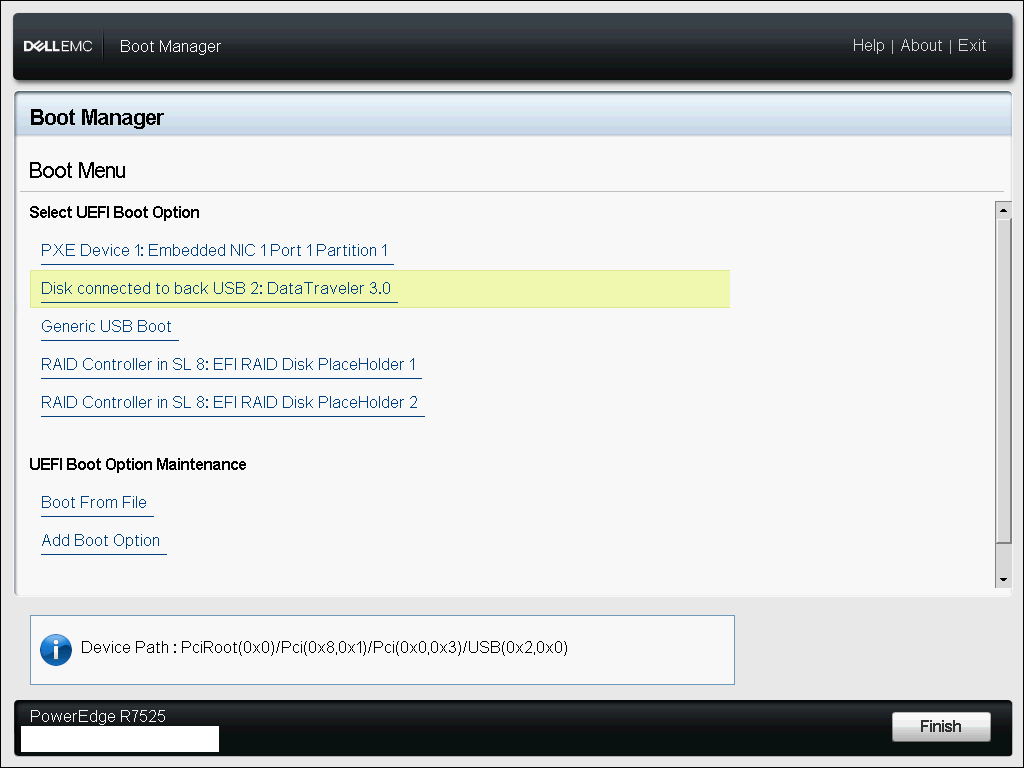 DELLEMC Boot Manager Help | About | Exit
Boot Manager
Boot Menu
Select UEFI Boot Option
PXE Device 1: Embedded NIC 1 Port 1 Partition 1
Disk connected to back USB 2: DataTraveler 3.0
Generic USB Boot
RAID Controller in SL 8: EFI RAID Disk PlaceHolder 1
RAID Controller in SL 8: EFI RAID Disk PlaceHolder 2
UEFI Boot Option Maintenance
Boot From File
Add Boot Option
Device Path : PciRoot(0x0)/Pci(0x8,0x1)/Pci(0x0,0x3)/USB(0x2,0x0)
PowerEdge R7525
Finish